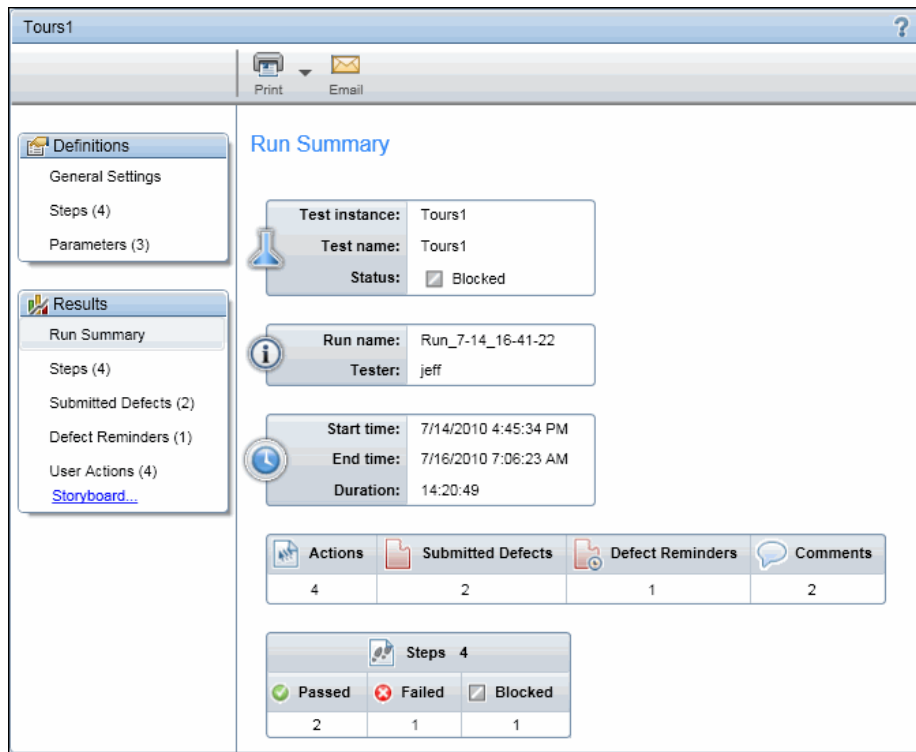 Tours1
?
Print
Email
Definitions
General Settings
Steps (4)
Parameters (3)
Results
Run Summary
Steps (4)
Submitted Defects (2)
Defect Reminders (1)
User Actions (4)
Storyboard...
Run Summary
Test instance: Tours1
Test name: Tours1
Status: Blocked
Run name: Run_7-14_16-41-22
Tester: jeff
Start time: 7/14/2010 4:45:34 PM
End time: 7/16/2010 7:06:23 AM
Duration: 14:20:49
Actions Submitted Defects Defect Reminders Comments
4 2 1 2
Steps 4
Passed Failed Blocked
2 1 1